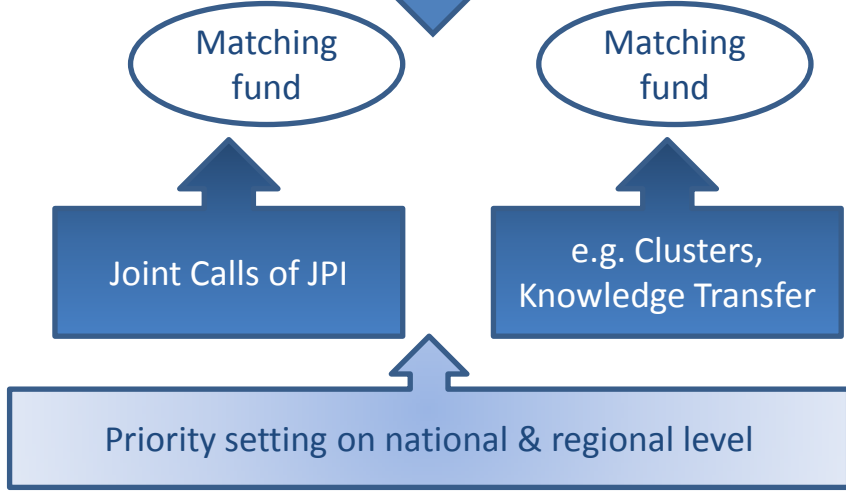 Matching
fund
Matching
fund
Joint Calls of JPI
e.g. Clusters,
Knowledge Transfer
Priority setting on national & regional level